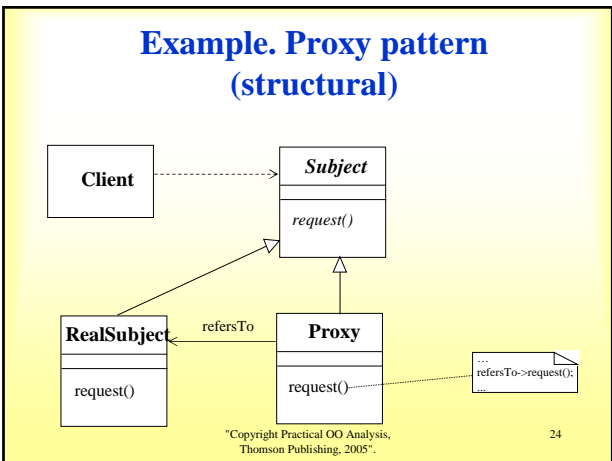 Example. Proxy pattern
(structural)
Client
Subject
request()
RealSubject
refersTo
Proxy
request()
request()
…
refersTo->request();
...
"Copyright Practical OO Analysis,
Thomson Publishing, 2005".
24